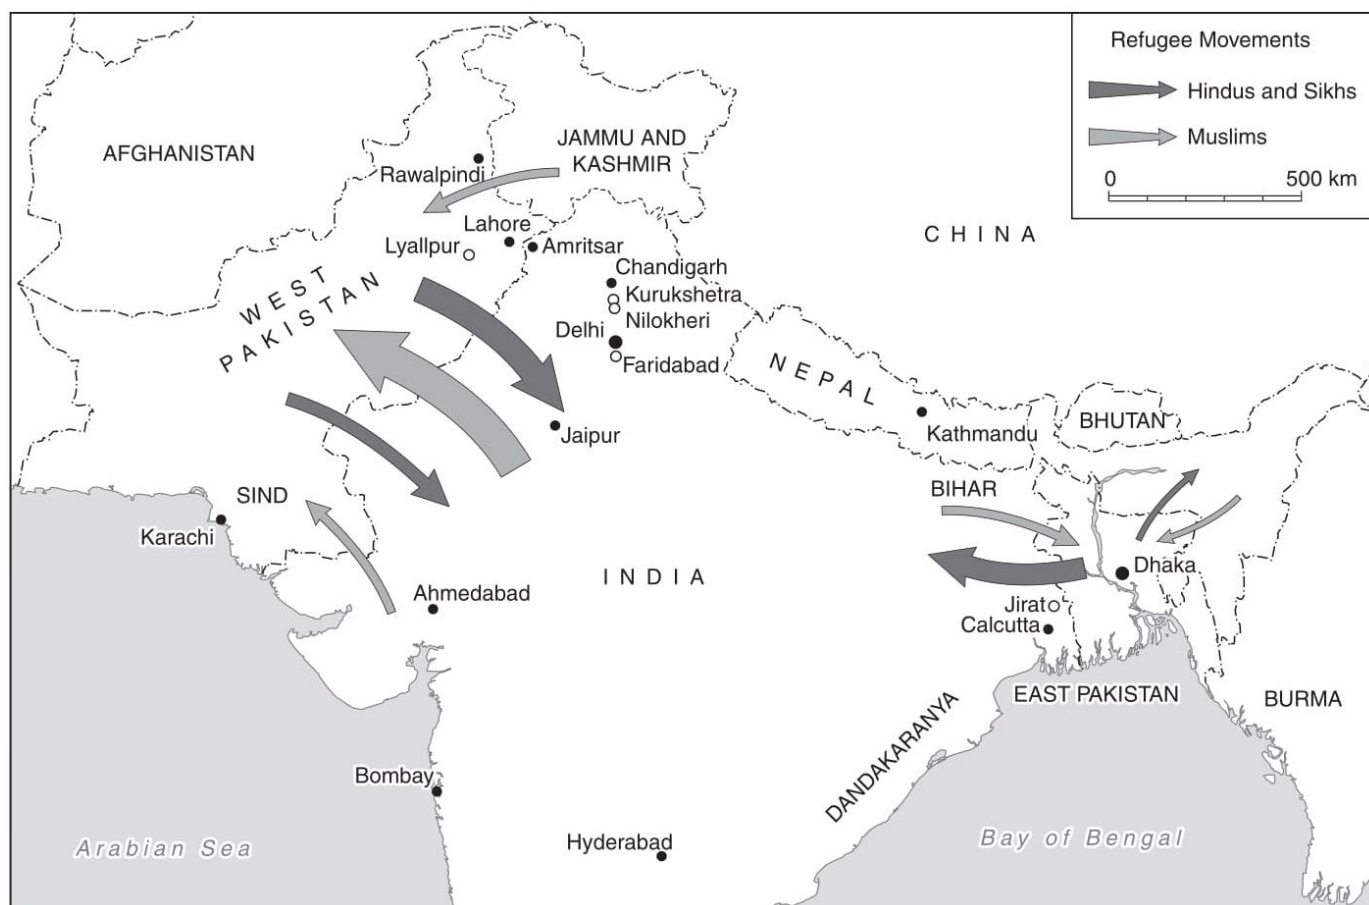 Refugee Movements
Hindus and Sikhs
Muslims
0 500 km
AFGHANISTAN
JAMMU AND
KASHMIR
Rawalpindi
Lahore
Lyallpur
Amritsar
CHINA
Chandigarh
Kurukshetra
Nilokheri
WEST
PAKISTAN
Delhi
Faridabad
NEPAL
Jaipur
Kathmandu
BHUTAN
SIND
BIHAR
Karachi
INDIA
Dhaka
Ahmedabad
Jirat
Calcutta
EAST PAKISTAN
BURMA
DANDAKARANYA
Bombay
Arabian Sea
Hyderabad
Bay of Bengal